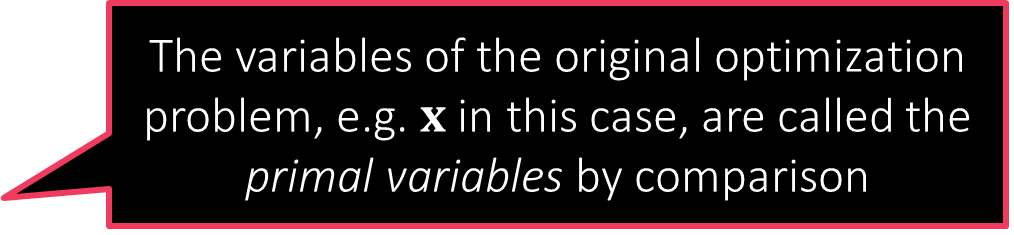 The variables of the original optimization
problem, e.g. x in this case, are called the
primal variables by comparison